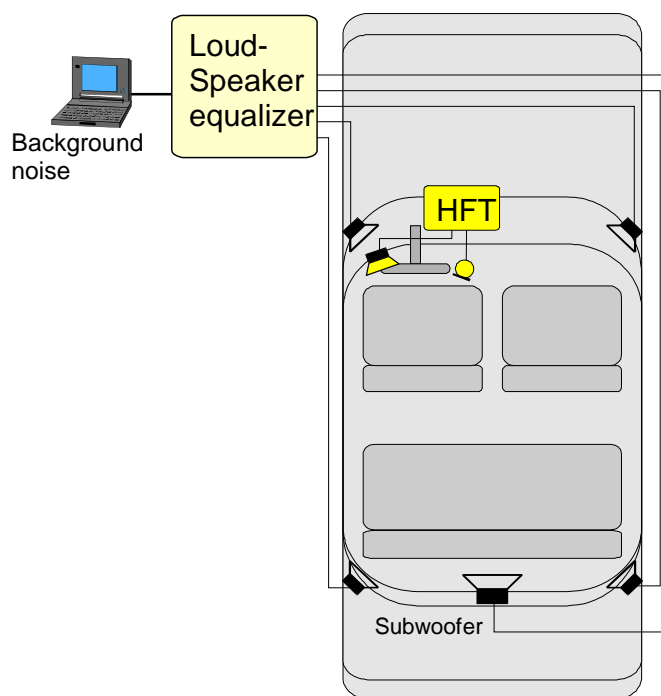 Loud-
Speaker
equalizer
Background
noise
HFT
Subwoofer